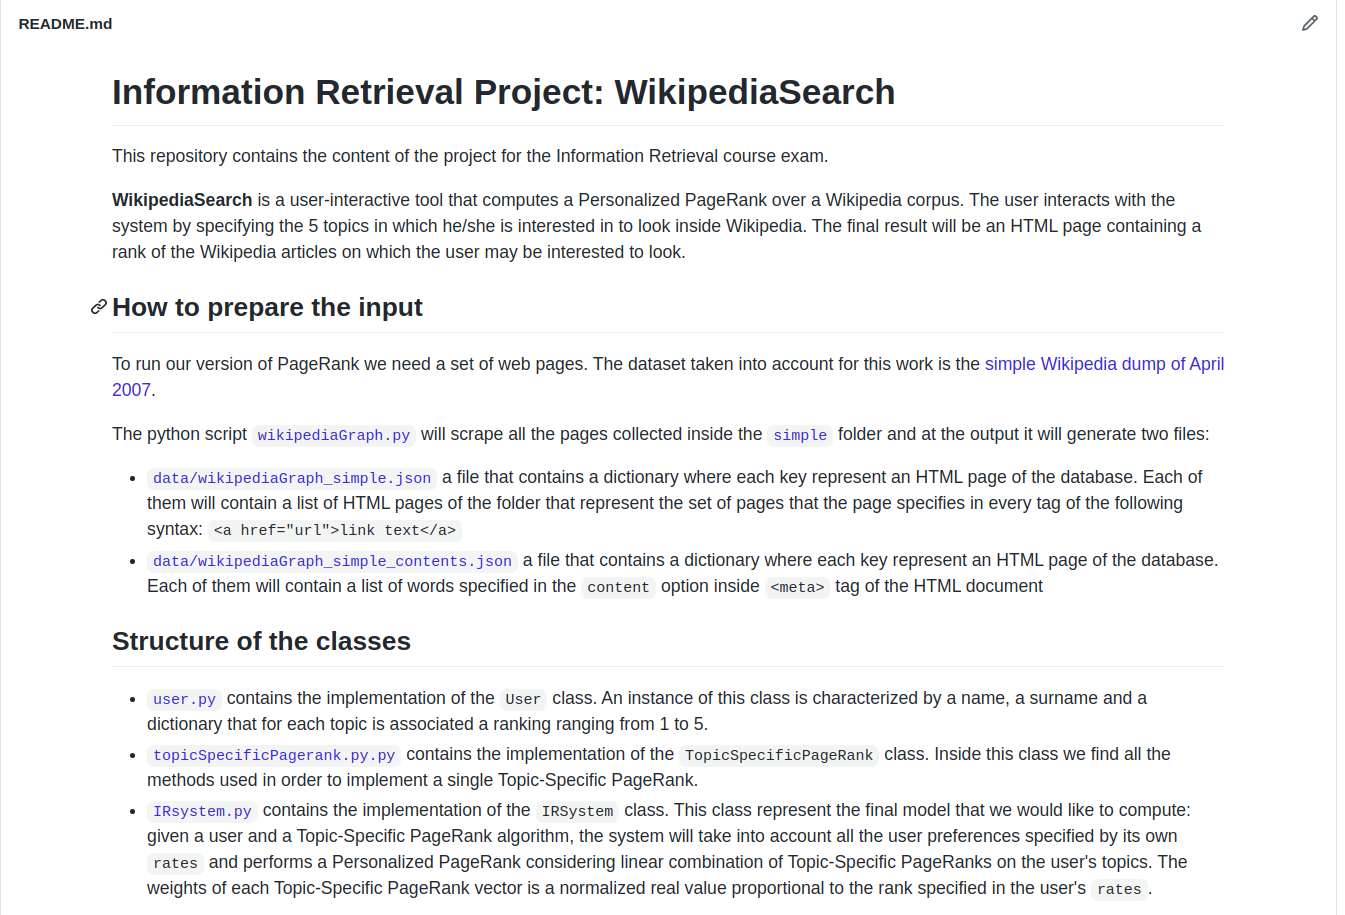 README.md
Information Retrieval Project: WikipediaSearch
This repository contains the content of the project for the Information Retrieval course exam.
WikipediaSearch is a user-interactive tool that computes a Personalized PageRank over a Wikipedia corpus. The user interacts with the
system by specifying the 5 topics in which he/she is interested in to look inside Wikipedia. The final result will be an HTML page containing a
rank of the Wikipedia articles on which the user may be interested to look.
How to prepare the input
To run our version of PageRank we need a set of web pages. The dataset taken into account for this work is the simple Wikipedia dump of April
2007.
The python script wikipediaGraph.py will scrape all the pages collected inside the simple folder and at the output it will generate two files:
• data/wikipediaGraph_simple.json a file that contains a dictionary where each key represent an HTML page of the database. Each of
them will contain a list of HTML pages of the folder that represent the set of pages that the page specifies in every tag of the following
syntax: <a href="url">link text</a>
• data/wikipediaGraph_simple_contents.json a file that contains a dictionary where each key represent an HTML page of the database.
Each of them will contain a list of words specified in the content option inside <meta> tag of the HTML document
Structure of the classes
• user.py contains the implementation of the User class. An instance of this class is characterized by a name, a surname and a
dictionary that for each topic is associated a ranking ranging from 1 to 5.
• topicSpecificPagerank.py.py contains the implementation of the TopicSpecificPageRank class. Inside this class we find all the
methods used in order to implement a single Topic-Specific PageRank.
• IRsystem.py contains the implementation of the IRSystem class. This class represent the final model that we would like to compute:
given a user and a Topic-Specific PageRank algorithm, the system will take into account all the user preferences specified by its own
rates and performs a Personalized PageRank considering linear combination of Topic-Specific PageRanks on the user's topics. The
weights of each Topic-Specific PageRank vector is a normalized real value proportional to the rank specified in the user's rates.